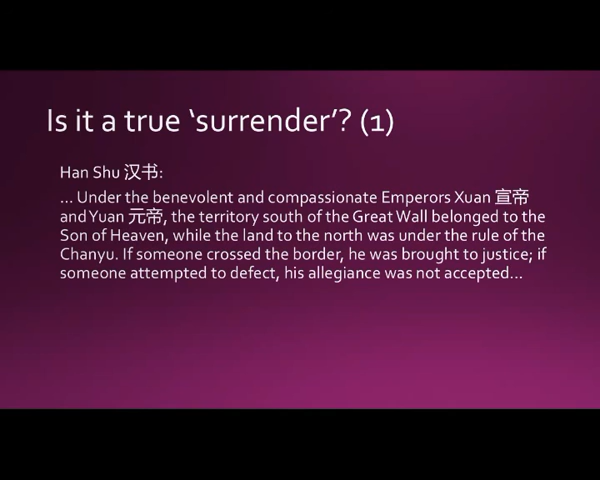 Is it a true ‘surrender’? (1)
Han Shu 汉书:
... Under the benevolent and compassionate Emperors Xuan 宣帝
and Yuan 元帝, the territory south of the Great Wall belonged to the
Son of Heaven, while the land to the north was under the rule of the
Chanyu. If someone crossed the border, he was brought to justice; if
someone attempted to defect, his allegiance was not accepted...